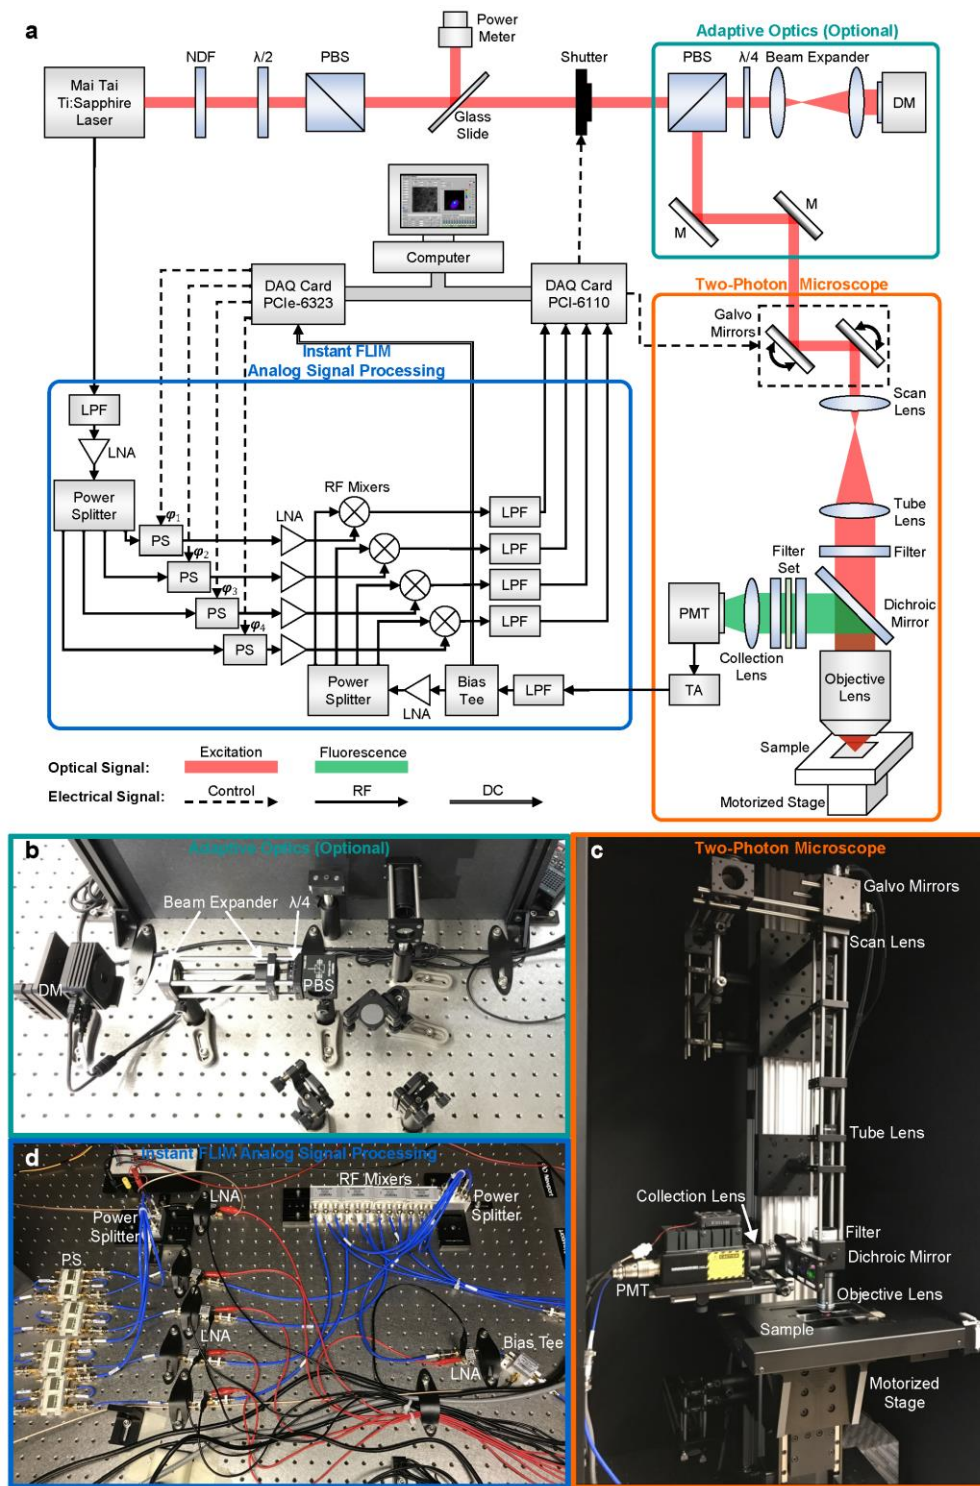 a
Power
Meter
Adaptive Optics (Optional)
NDF
λ/2
PBS
Shutter
PBS
λ/4
Beam Expander
Mai Tai
Ti:Sapphire
Laser
Glass
Slide
DM
M
M
Computer
DAQ Card
PCIe-6323
DAQ Card
PCI-6110
Two-Photon Microscope
Galvo
Mirrors
Instant FLIM
Analog Signal Processing
LPF
LNA
Scan
Lens
Power
Splitter
RF Mixers
LNA
φ1
PS
φ2
PS
φ3
PS
φ4
PS
LPF
LPF
LPF
LPF
Tube
Lens
Filter
Filter
Set
PMT
Dichroic
Mirror
Collection
Lens
Objective
Lens
Power
Splitter
LNA
Bias
Tee
LPF
TA
Sample
Motorized
Stage
Optical Signal:
Excitation
Fluorescence
Electrical Signal:
Control
RF
DC
b
Adaptive Optics (Optional)
Beam Expander
λ/4
DM
PBS
c
Two-Photon Microscope
Galvo Mirrors
Scan Lens
Tube Lens
Collection Lens
Filter
Dichroic Mirror
PMT
Objective Lens
Sample
Motorized
Stage
d
Instant FLIM Analog Signal Processing
LNA
RF Mixers
Power
Splitter
Power
Splitter
PS
LNA
Bias Tee
LNA